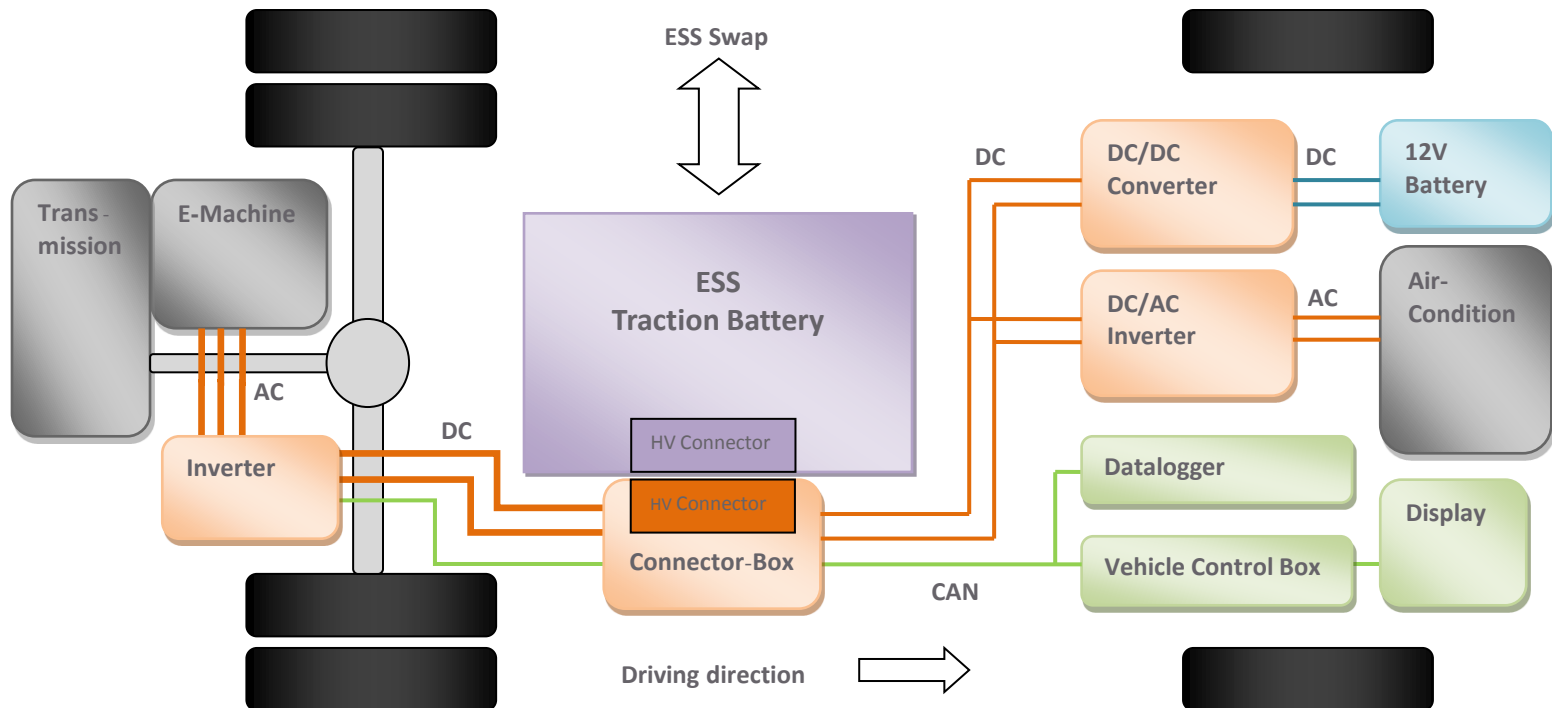 ESS Swap
DC
DC/DC
Converter
DC
12V
Battery
Trans -
mission
E-Machine
ESS
Traction Battery
DC/AC
Inverter
AC
Air-
Condition
AC
DC
HV Connector
Inverter
HV Connector
Connector-Box
Datalogger
Display
Vehicle Control Box
CAN
Driving direction